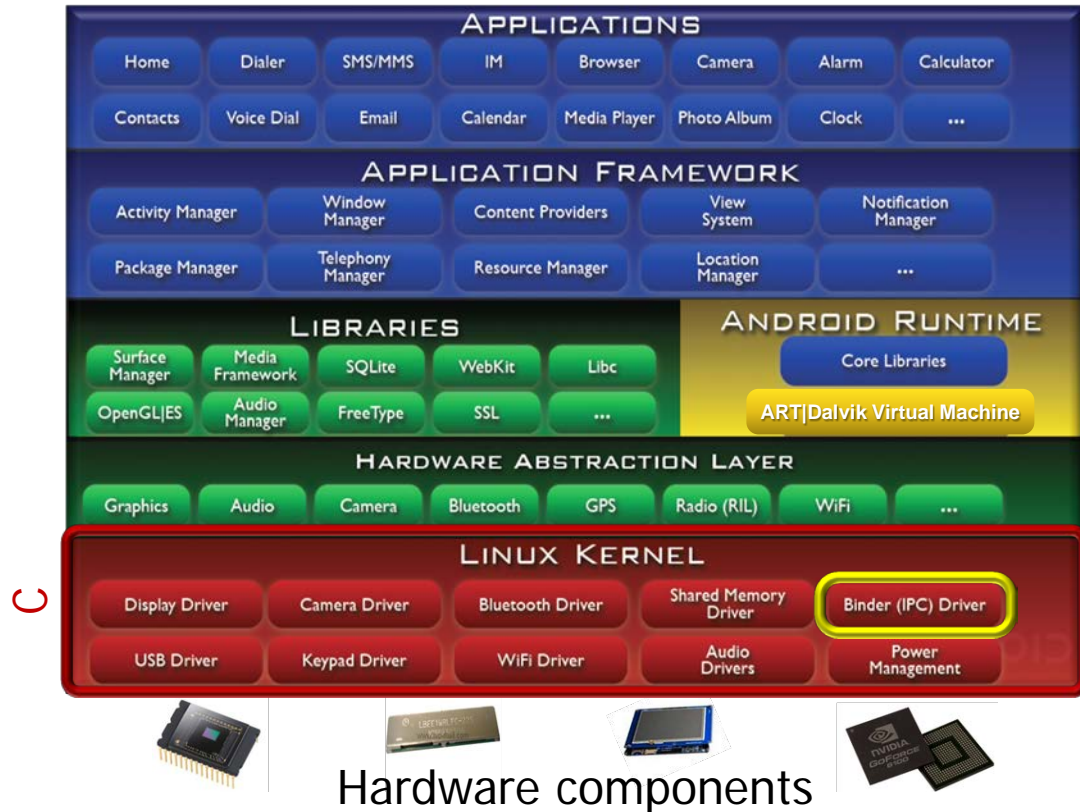 APPLICATIONS
Home Dialer SMS/MMS IM Browser Camera Alarm Calculator
Contacts Voice Dial Email Calendar Media Player Photo Album Clock ...
APPLICATION FRAMEWORK
Activity Manager
Window
Manager
Content Providers
View
System
Notification
Manager
Package Manager
Telephony
Manager
Resource Manager
Location
Manager
...
LIBRARIES
Surface
Manager
Media
Framework
SQLite
WebKit
Libc
OpenGL|ES
Audio
Manager
FreeType
SSL
...
ANDROID RUNTIME
Core Libraries
ART|Dalvik Virtual Machine
HARDWARE ABSTRACTION LAYER
Graphics Audio Camera Bluetooth GPS Radio (RIL) WiFi ...
C
LINUX KERNEL
Display Driver
Camera Driver
Bluetooth Driver
Shared Memory
Driver
Binder (IPC) Driver
USB Driver
Keypad Driver
WiFi Driver
Audio
Drivers
Power
Management
NVIDIA
GOFORCE
Hardware components